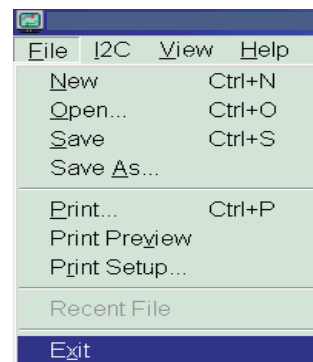 File I2C View Help
New Ctrl+N
Open... Ctrl+O
Save Ctrl+S
Save As...
Print... Ctrl+P
Print Preview
Print Setup...
Recent File
Exit